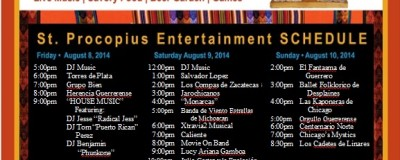 Live Music | Savory Food | Beer Garden | Games
St. Procopius Entertainment SCHEDULE
Friday • August 8, 2014
5:00pm DJ Music
6:00pm Torres de Plata
7:00pm Grupo Bien
8:00pm Florencia Guerrerense
9:00pm "HOUSE MUSIC"
Featuring:
DJ Jesse "Radical Jess"
DJ Tom "Puerto Rican"
Perez
DJ Benjamin
"Phunkone"
Saturday • August 9, 2014
12:00pm DJ Music
1:00pm Salvador Lopez
2:00pm Los Compas de Zacatecas
3:00pm Jarochicanos
4:00pm "Monarcas"
5:00pm Banda de Viento Estrellas
de Michoacan
6:00pm Xtravia2 Musical
7:00pm Caliente
8:00pm Movie On Band
9:00pm Lucy Ariana Gamboa
Sunday • August 10, 2014
2:00pm El Fantasma de
Guerrero
3:00pm Ballet Folklorico de
Desplaines
4:00pm Las Kaponeras de
Chicago
5:00pm Orgullo Guerrerense
6:00pm Centenario Norte
7:00pm Chicago's Mystics
8:30pm Los Cadetes de Linares